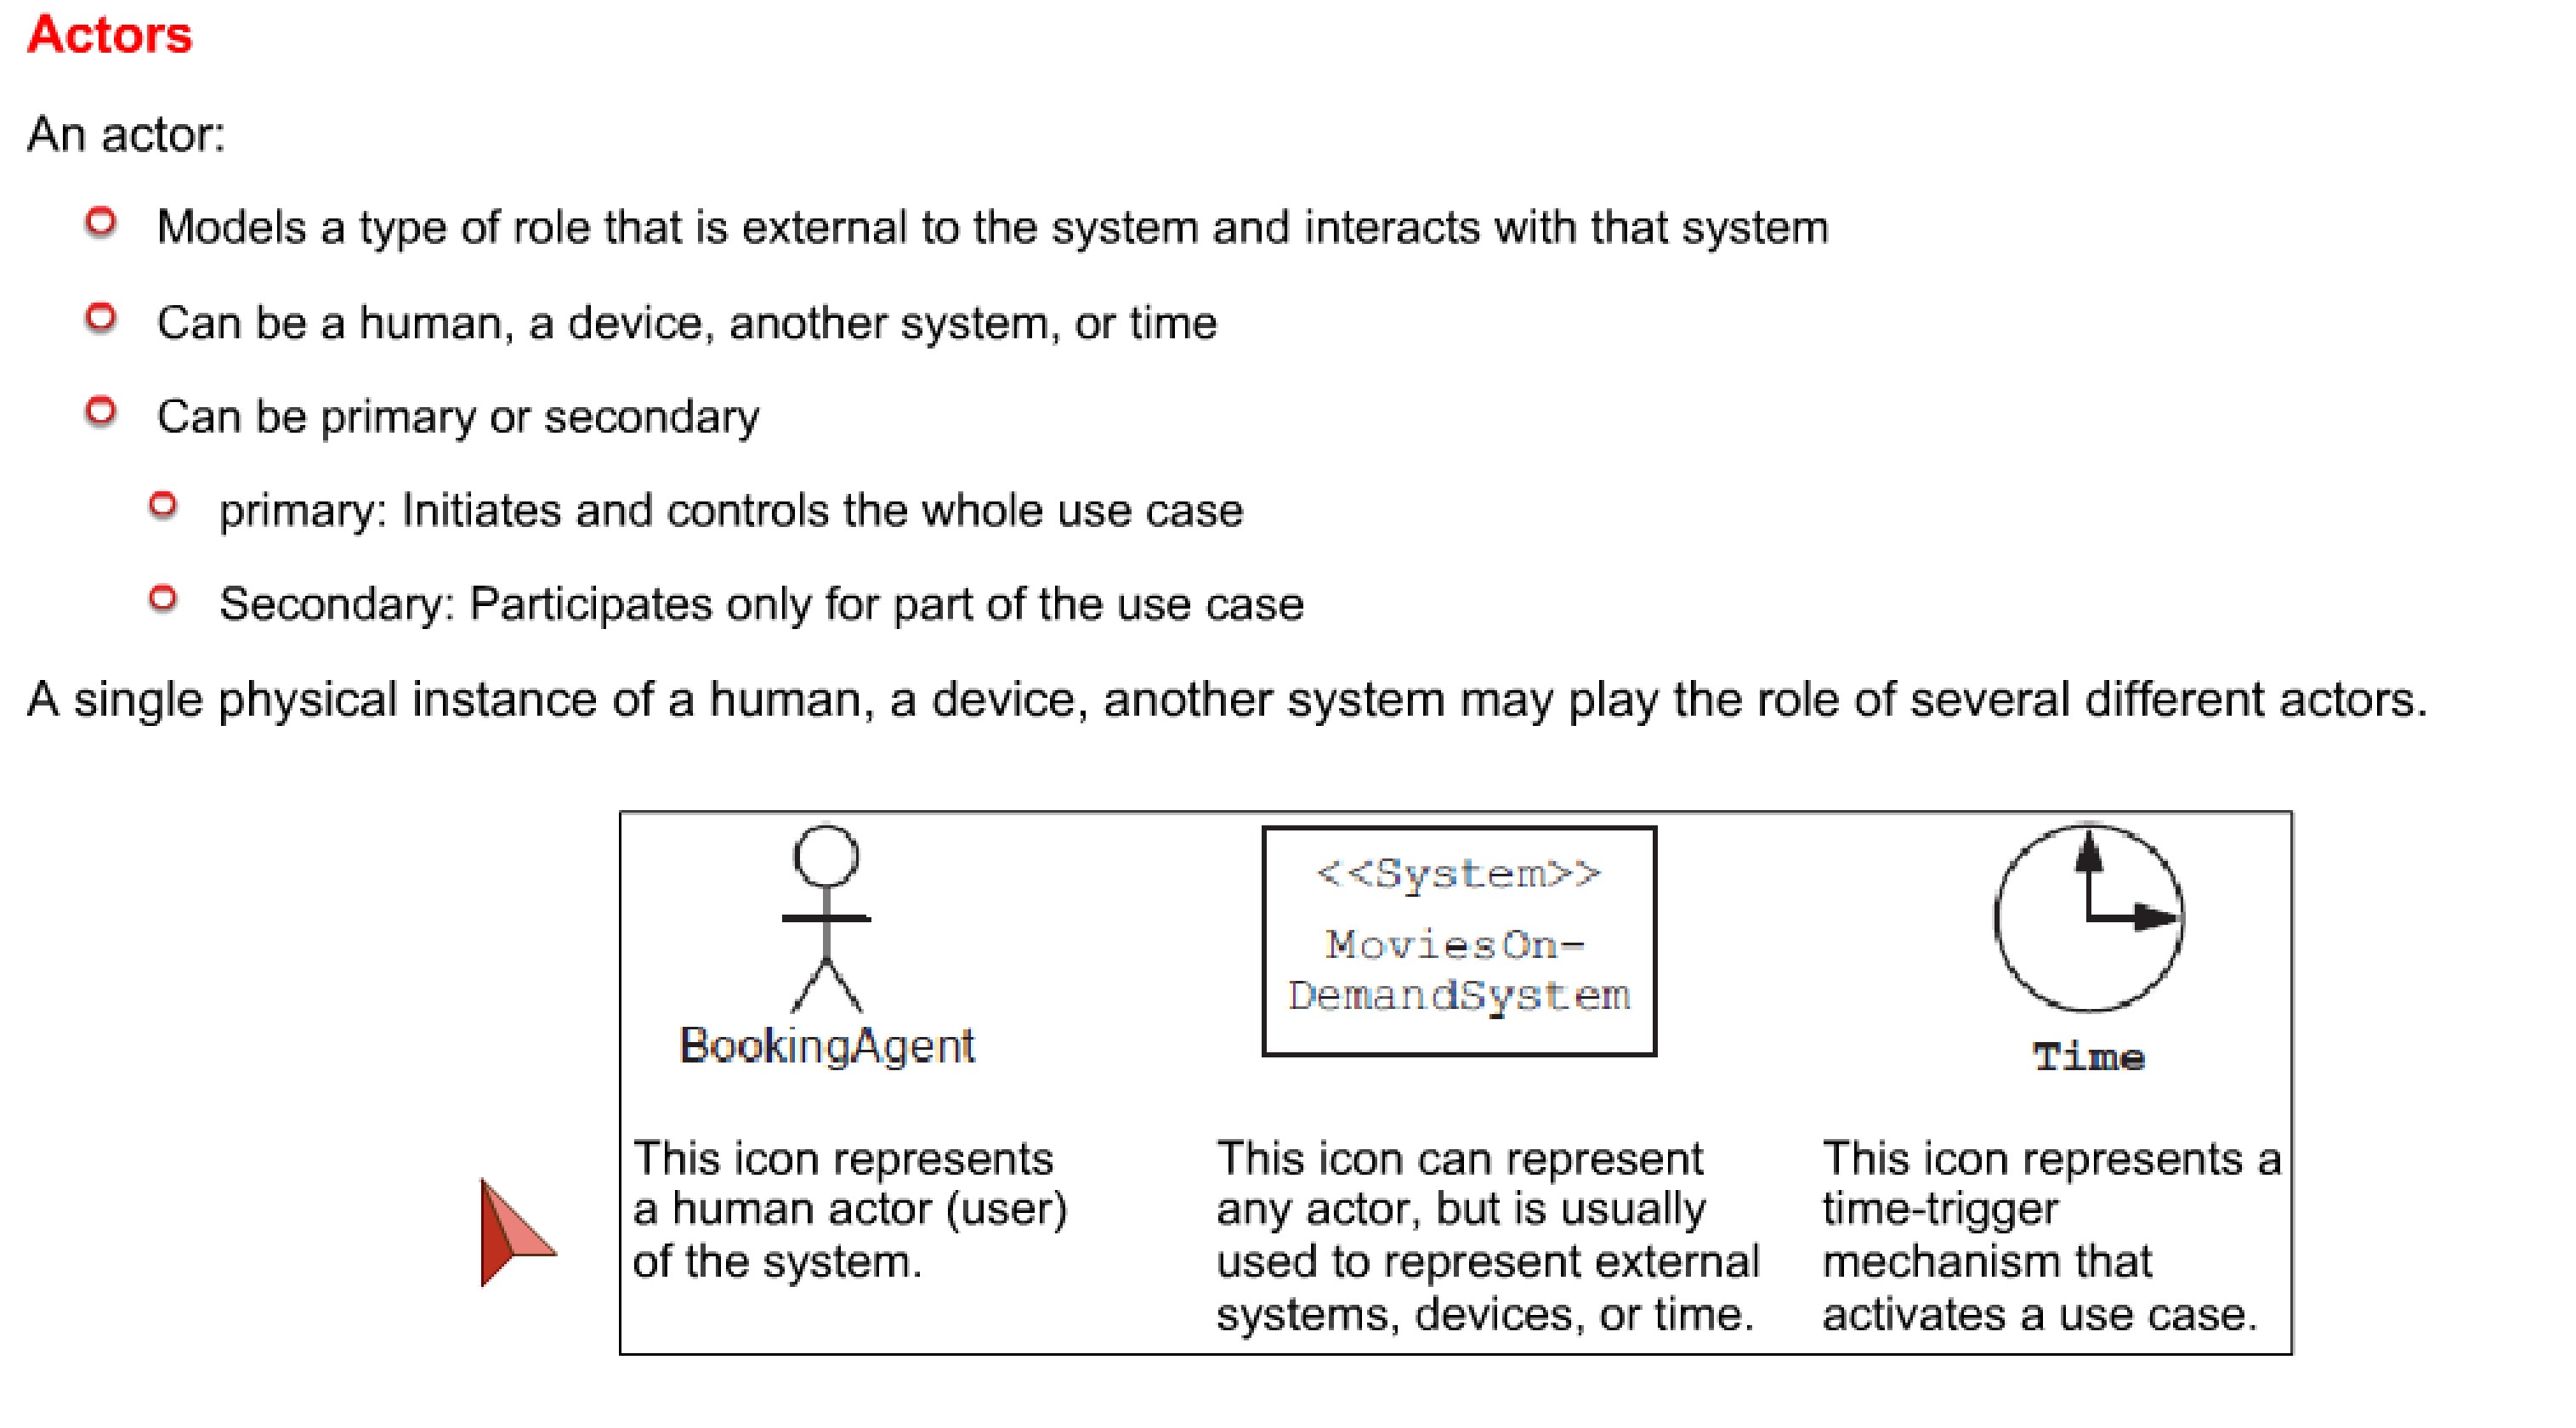 Actors
An actor:
Models a type of role that is external to the system and interacts with that system
Can be a human, a device, another system, or time
Can be primary or secondary
primary: Initiates and controls the whole use case
Secondary: Participates only for part of the use case
A single physical instance of a human, a device, another system may play the role of several different actors.
BookingAgent
This icon represents
a human actor (user)
of the system.
<<System>>
MoviesOn-
DemandSystem
This icon can represent
any actor, but is usually
used to represent external
systems, devices, or time.
Time
This icon represents a
time-trigger
mechanism that
activates a use case.